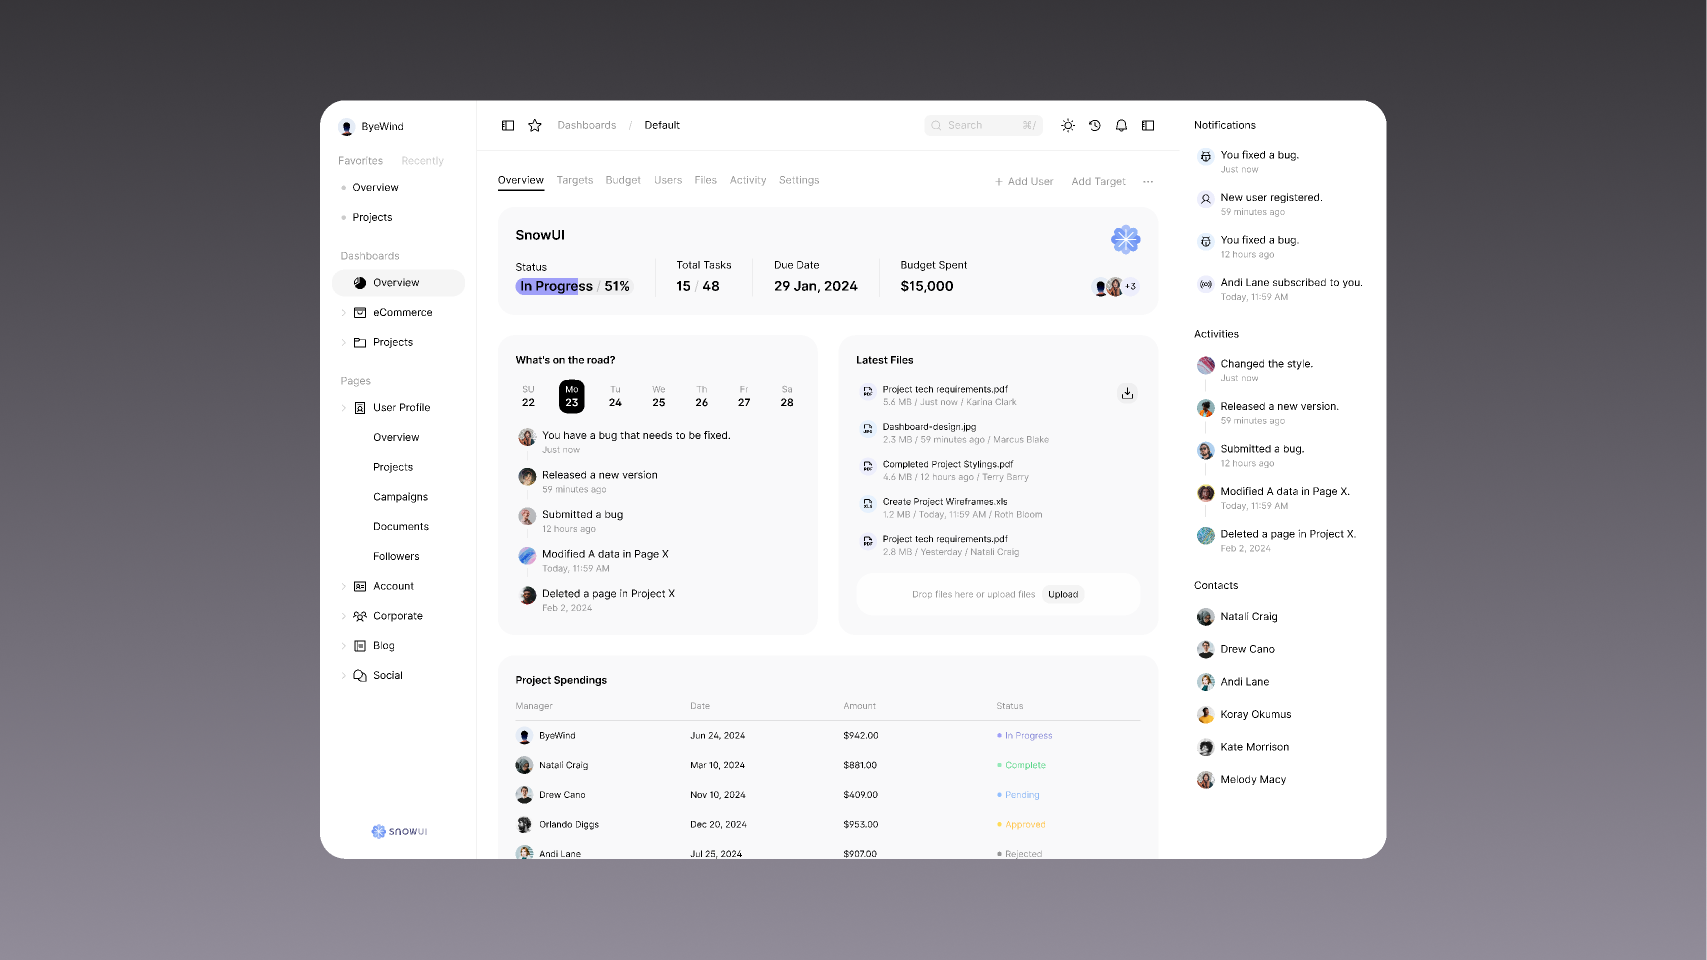 ByeWind
Favorites Recently
Overview
Projects
Dashboards
Overview
eCommerce
Projects
Pages
User Profile
Overview
Projects
Campaigns
Documents
Followers
Account
Corporate
Blog
Social
SNOWUI
Dashboards / Default
Search ⌘/
Overview Targets Budget Users Files Activity Settings
+ Add User Add Target ...
SnowUI
Status
In Progress / 51%
Total Tasks
15 / 48
Due Date
29 Jan, 2024
Budget Spent
$15,000
+3
What's on the road?
SU Mo Tu We Th Fr Sa
22 23 24 25 26 27 28
You have a bug that needs to be fixed.
Just now
Released a new version
59 minutes ago
Submitted a bug
12 hours ago
Modified A data in Page X
Today, 11:59 AM
Deleted a page in Project X
Feb 2, 2024
Latest Files
PDF
Project tech requirements.pdf
5.6 MB / Just now / Karina Clark
JPG
Dashboard-design.jpg
2.3 MB / 59 minutes ago / Marcus Blake
PDF
Completed Project Stylings.pdf
4.6 MB / 12 hours ago / Terry Barry
XLS
Create Project Wireframes.xls
1.2 MB / Today, 11:59 AM / Roth Bloom
PDF
Project tech requirements.pdf
2.8 MB / Yesterday / Natali Craig
Drop files here or upload files Upload
Project Spendings
Manager Date Amount Status
ByeWind Jun 24, 2024 $942.00 In Progress
Natali Craig Mar 10, 2024 $881.00 Complete
Drew Cano Nov 10, 2024 $409.00 Pending
Orlando Diggs Dec 20, 2024 $953.00 Approved
Andi Lane Jul 25, 2024 $907.00 Rejected
Notifications
You fixed a bug.
Just now
New user registered.
59 minutes ago
You fixed a bug.
12 hours ago
Andi Lane subscribed to you.
Today, 11:59 AM
Activities
Changed the style.
Just now
Released a new version.
59 minutes ago
Submitted a bug.
12 hours ago
Modified A data in Page X.
Today, 11:59 AM
Deleted a page in Project X.
Feb 2, 2024
Contacts
Natali Craig
Drew Cano
Andi Lane
Koray Okumus
Kate Morrison
Melody Macy